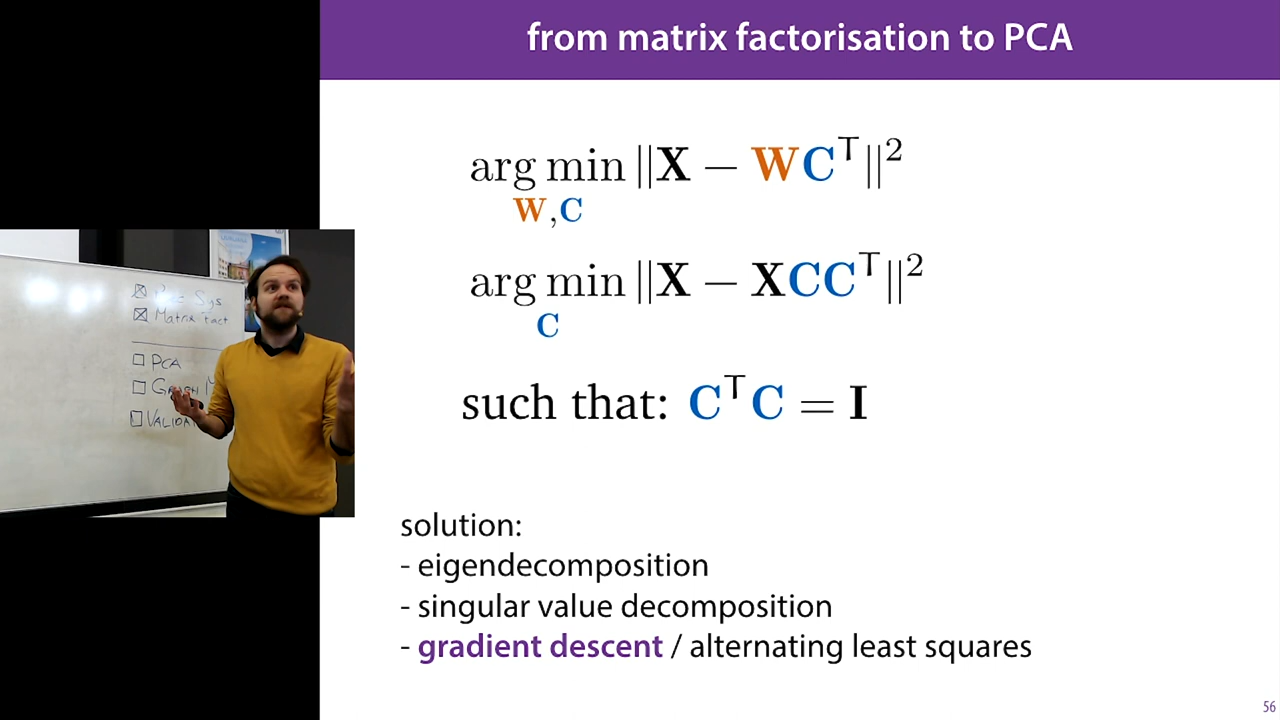 from matrix factorisation to PCA
arg min ||X − WCᵀ||²
W,C
arg min ||X − XCCᵀ||²
C
such that: CᵀC = I
Sys
Matrix Fact
PCA
solution:
- eigendecomposition
- singular value decomposition
- gradient descent / alternating least squares
56